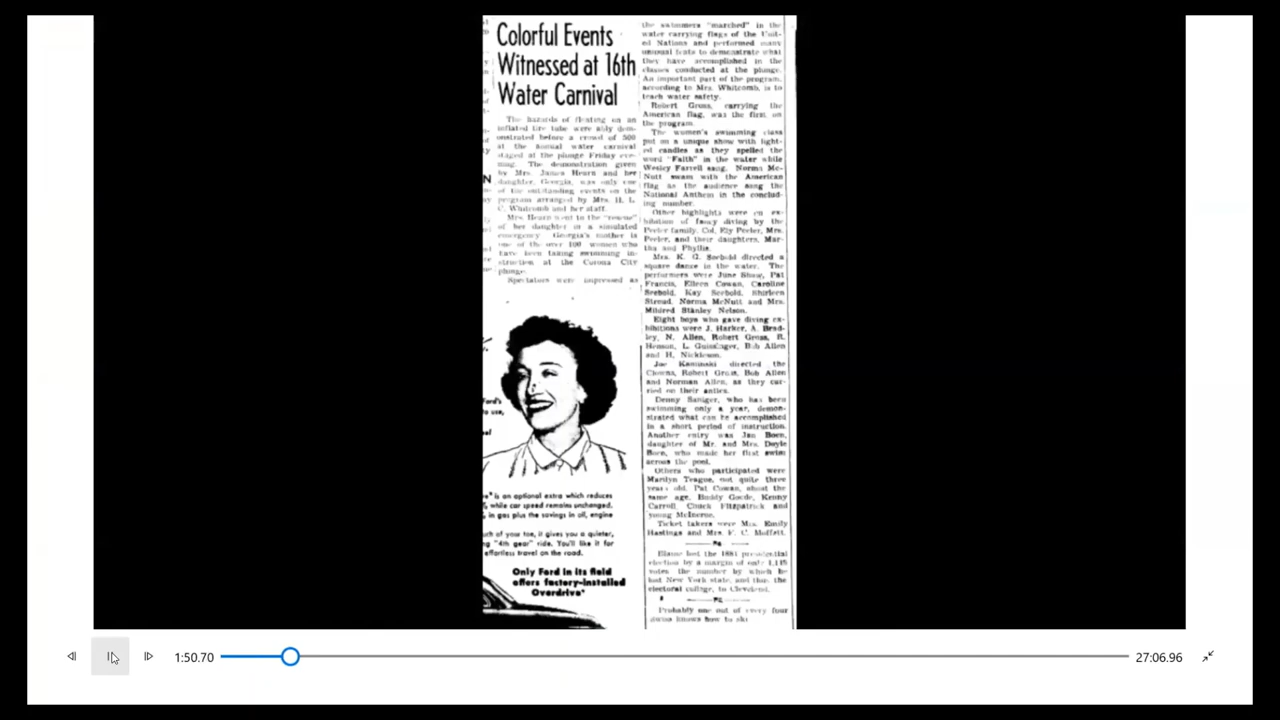 Colorful Events
Witnessed at 16th
Water Carnival
The hazards of floating on an
inflated tire tube were ably dem-
onstrated before a crowd of 500
at the annual water carnival
staged at the plunge Friday eve-
ning. The demonstration given
by Mrs. James Hearn and her
daughter, Georgia, was only one
of the outstanding events on the
program arranged by Mrs. H. L.
C. Whitcomb and her staff.
Mrs. Hearn went to the "rescue"
of her daughter in a simulated
emergency. Georgia's mother is
one of the over 100 women who
have been taking swimming in-
struction at the Corona City
plunge.
Spectators were impressed as
the swimmers "marched" in the
water carrying flags of the Unit-
ed Nations and performed many
unusual feats to demonstrate what
they have accomplished in the
classes conducted at the plunge.
An important part of the program,
according to Mrs. Whitcomb, is to
teach water safety.
Robert Gross, carrying the
American flag, was the first on
the program.
The women's swimming class
put on a unique show with light-
ed candles as they spelled the
word "Faith" in the water while
Wesley Farrell sang. Norma Mc-
Nutt swam with the American
flag as the audience sang the
National Anthem in the conclud-
ing number.
Other highlights were an ex-
hibition of fancy diving by the
Peeler family, Col. Ely Peeler, Mrs.
Peeler, and their daughters, Mar-
tha and Phyllis.
Mrs. K. G. Seebold directed a
square dance in the water. The
performers were June Shaw, Pat
Francis, Eileen Cowan, Caroline
Seebold, Kay Seebold, Shirleen
Stroud, Norma McNutt and Mrs.
Mildred Stanley Nelson.
Eight boys who gave diving ex-
hibitions were J. Harker, A. Brad-
ley, N. Allen, Robert Gross, R.
Henson, L. Bob Allen
and H. Nickleson.
Joe Kaminski directed the
Clowns, Robert Gross, Bob Allen
and Norman Allen, as they car-
ried on their antics.
Denny Saniger, who has been
swimming only a year, demon-
strated what can be accomplished
in a short period of instruction.
Another entry was Jan Born,
daughter of Mr. and Mrs. Doyle
Born, who made her first swim
across the pool.
Others who participated were
Marilyn Teague, not quite three
years old, Pat Cowan, about the
same age, Buddy Goede, Kenny
Carroll, Chuck Fitzpatrick and
young McInroe.
Ticket takers were Mrs. Emily
Hastings and Mrs. F. C. Moffett.
Blaine lost the 1884 presidential
election by a margin of only 1,149
votes the number by which he
lost New York state, and thus the
electoral college, to Cleveland.
Probably one out of every four
knows how to ski
Ford's
to use,
is an optional extra which reduces
while car speed remains unchanged.
in gas plus the savings in oil, engine
of your toe, it gives you a quieter,
"4th gear" ride. You'll like it for
effortless travel on the road.
Only Ford in its field
offers factory-installed
Overdrive*
1:50.70
27:06.96